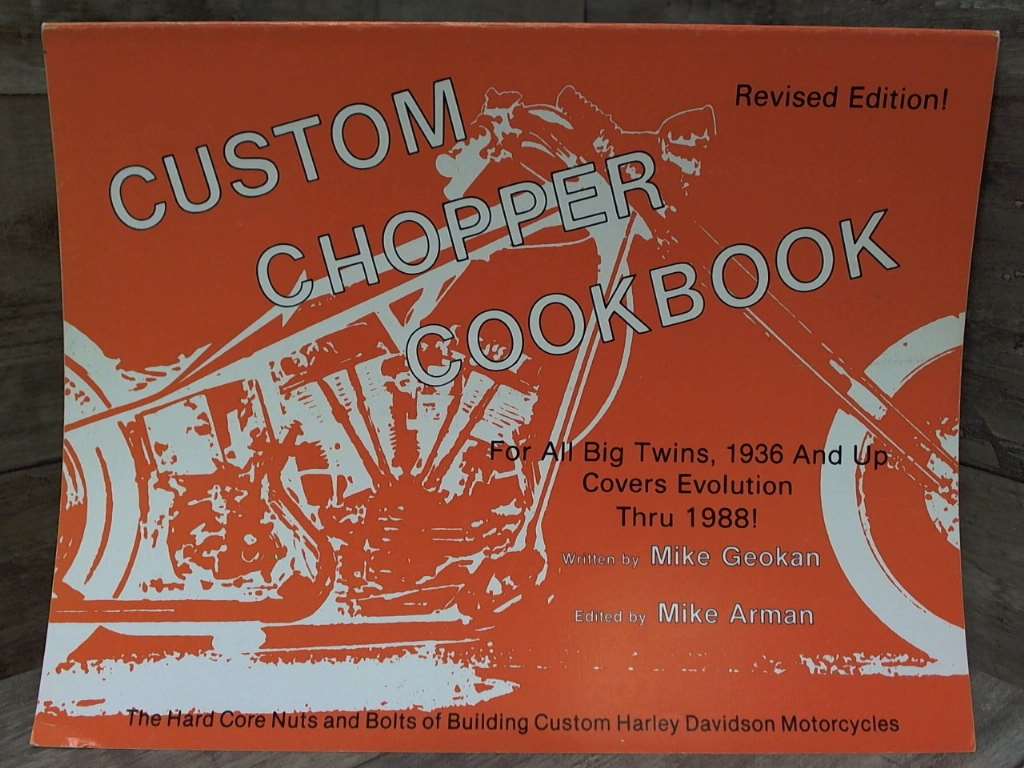 Revised Edition!
CUSTOM
CHOPPER
COOKBOOK
For All Big Twins, 1936 And Up
Covers Evolution
Thru 1988!
Written by Mike Geokan
Edited by Mike Arman
The Hard Core Nuts and Bolts of Building Custom Harley Davidson Motorcycles